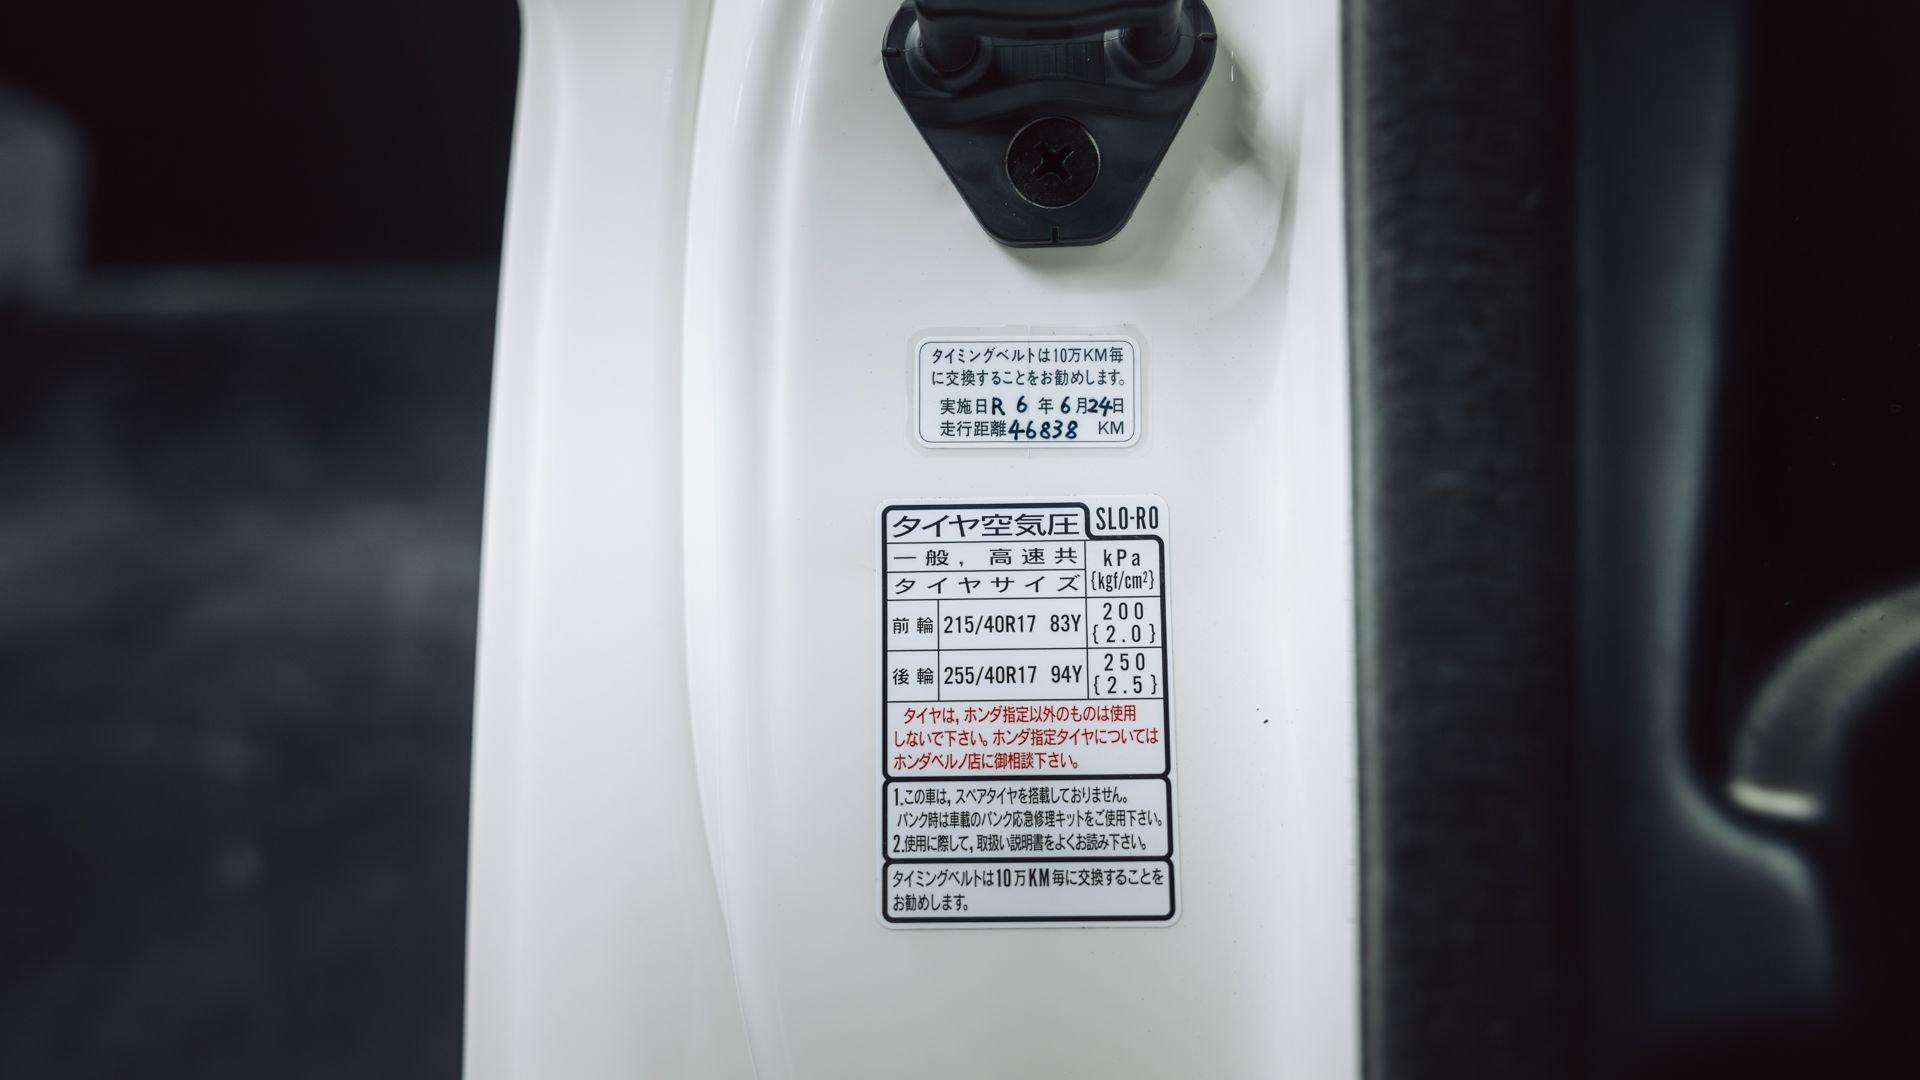 タイミングベルトは10万KM毎
に交換することをお勧めします。
実施日R 6 年 6月24日
走行距離46838 KM
タイヤ空気圧 SL0-R0
一般, 高速共 kPa
タイヤサイズ {kgf/cm²}
前輪 215/40R17 83Y 200
{2.0}
後輪 255/40R17 94Y 250
{2.5}
タイヤは, ホンダ指定以外のものは使用
しないで下さい。ホンダ指定タイヤについては
ホンダベルノ店に御相談下さい。
1.この車は, スペアタイヤを搭載しておりません。
パンク時は車載のパンク応急修理キットをご使用下さい。
2.使用に際して, 取扱い説明書をよくお読み下さい。
タイミングベルトは10万KM毎に交換することを
お勧めします。